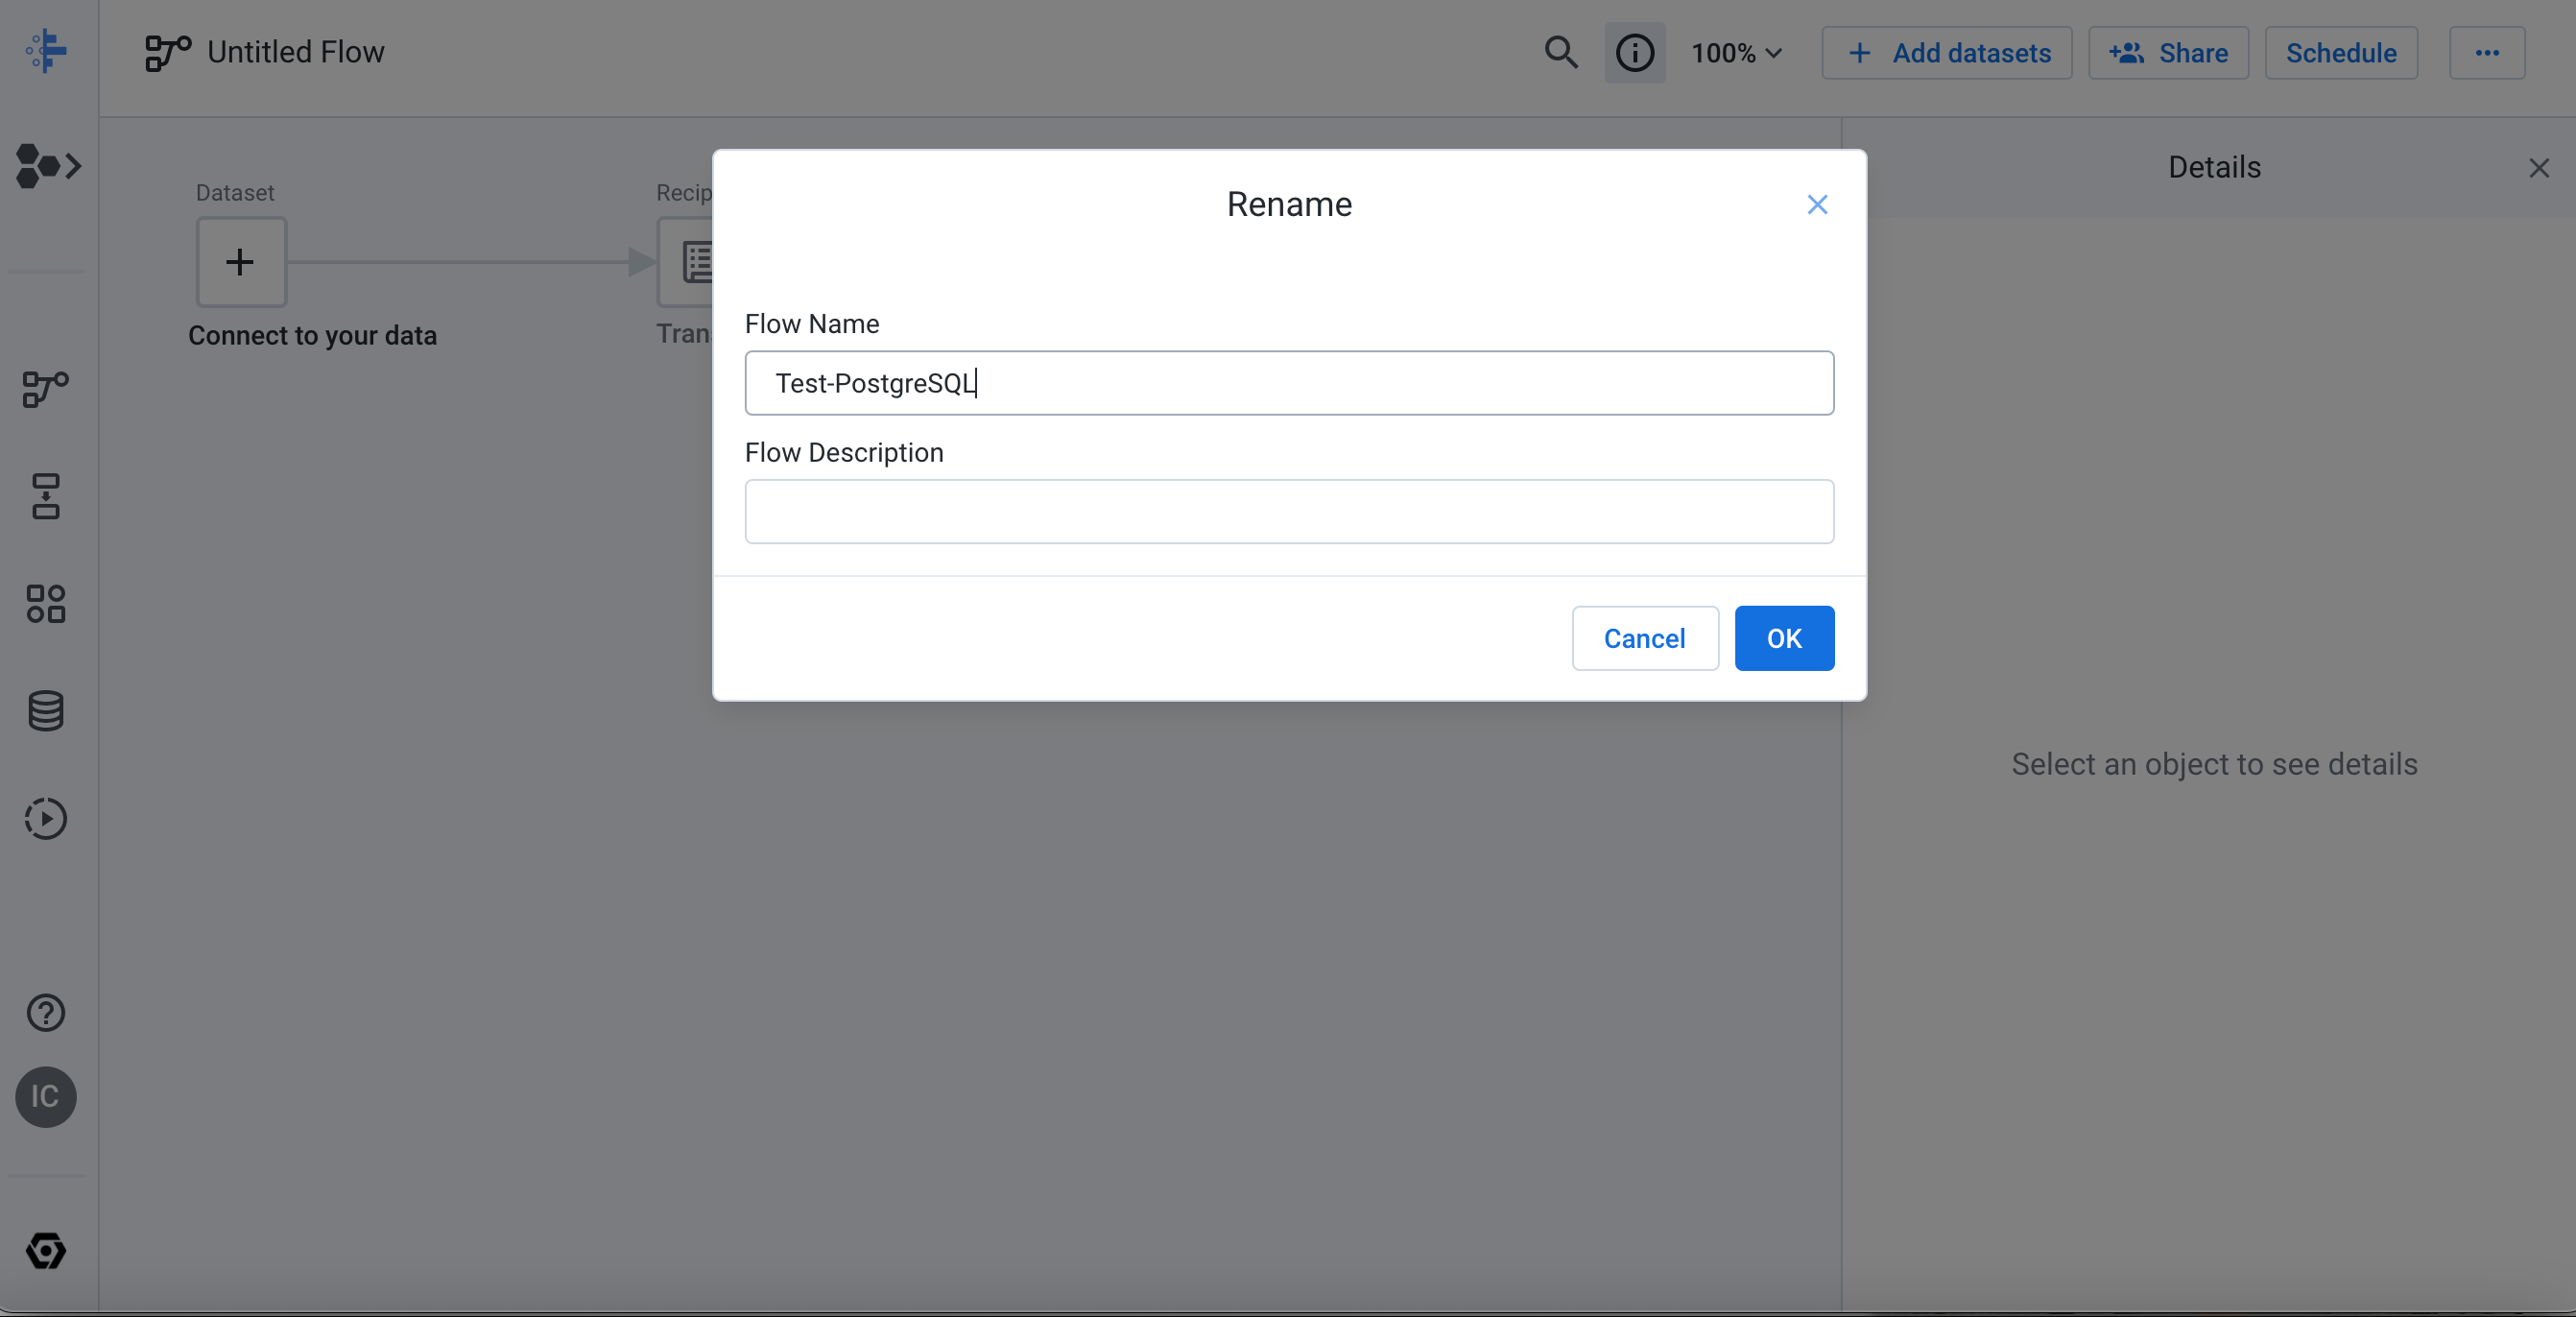 Untitled Flow
100%
Add datasets
Share
Schedule
Details
Dataset
Recip
Connect to your data
Tran
Rename
Flow Name
Test-PostgreSQL
Flow Description
Cancel
OK
Select an object to see details
IC